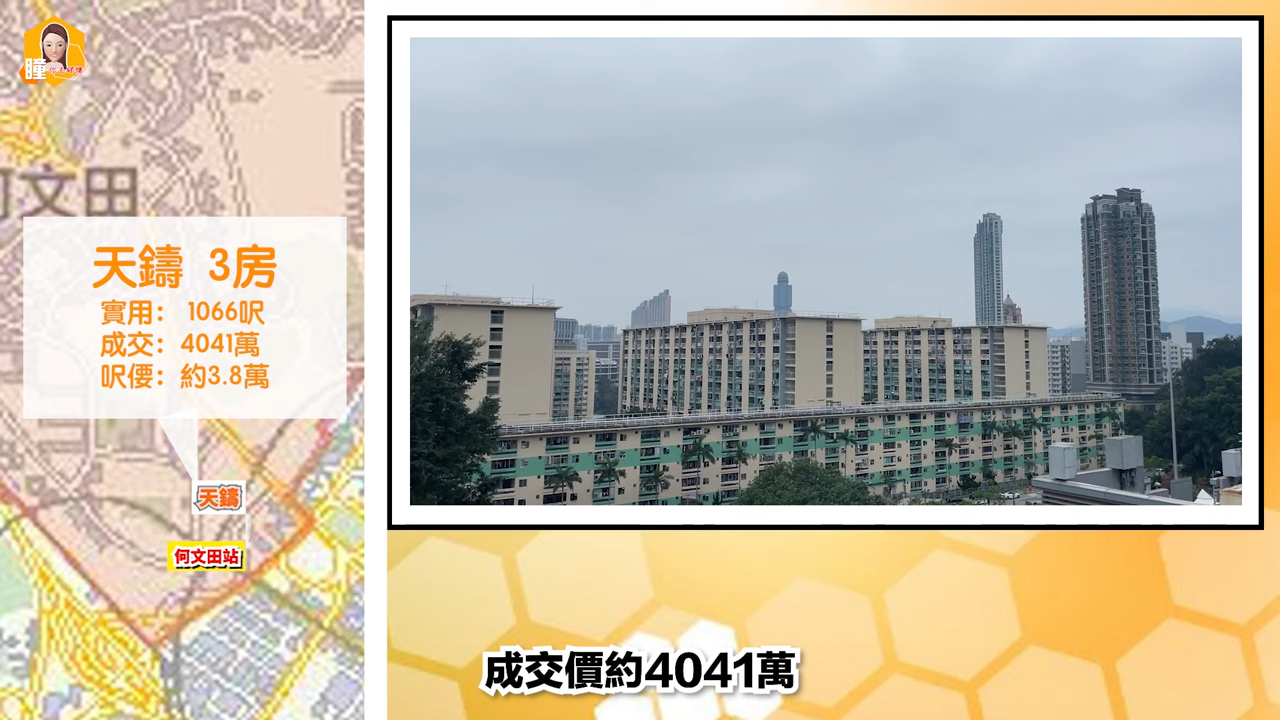 瞳
何文田
天鑄 3房
實用： 1066呎
成交：4041萬
呎價：約3.8萬
天鑄
何文田站
成交價約4041萬